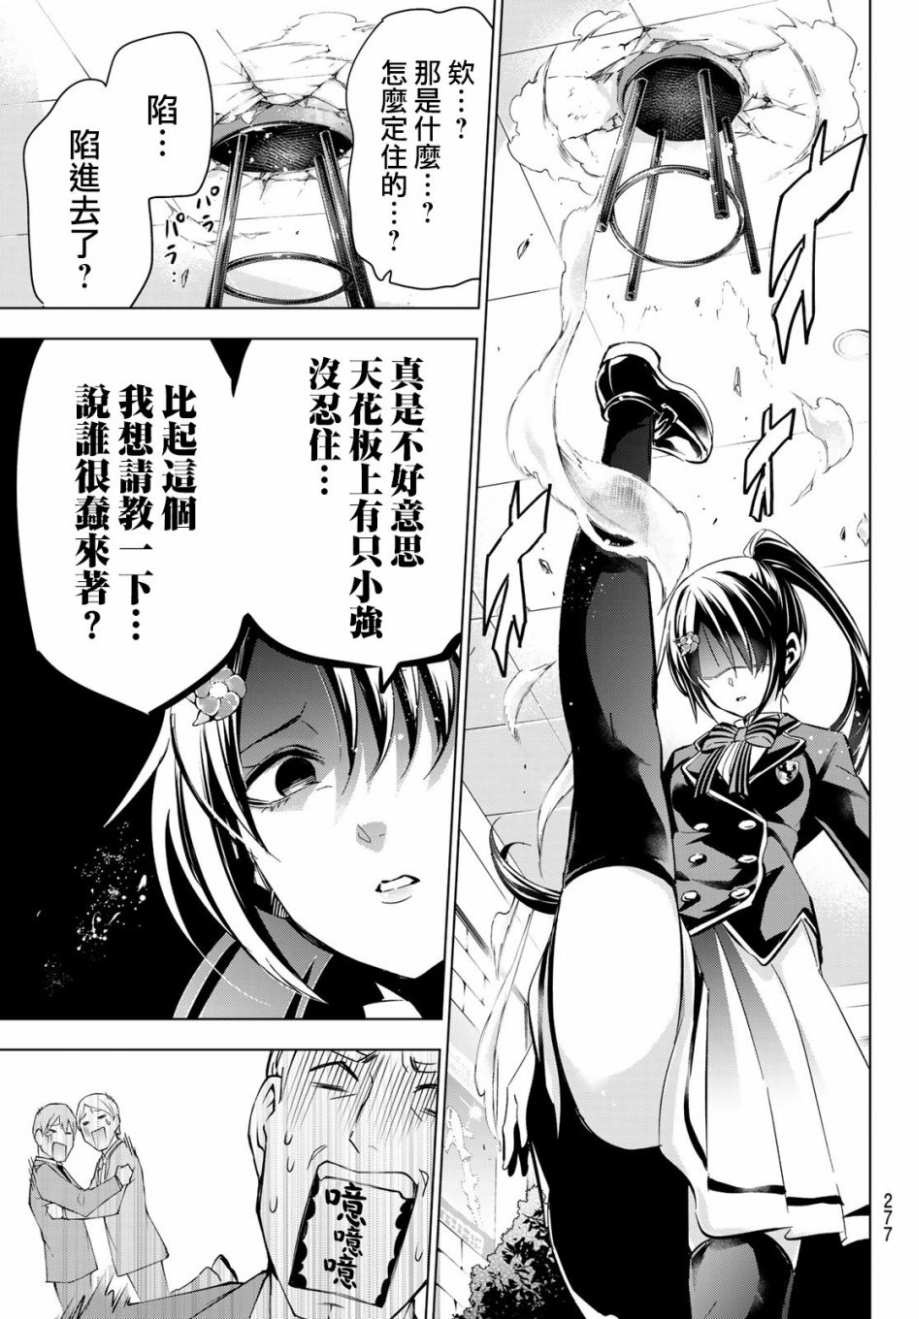 欸…?
那是什麼…?
怎麼定住的…?
陷…
陷進去了?
パラ
パラ…
真是不好意思
天花板上有只小強
沒忍住…
比起這個
我想請教一下…
說誰很蠢來著?
噫噫噫
277